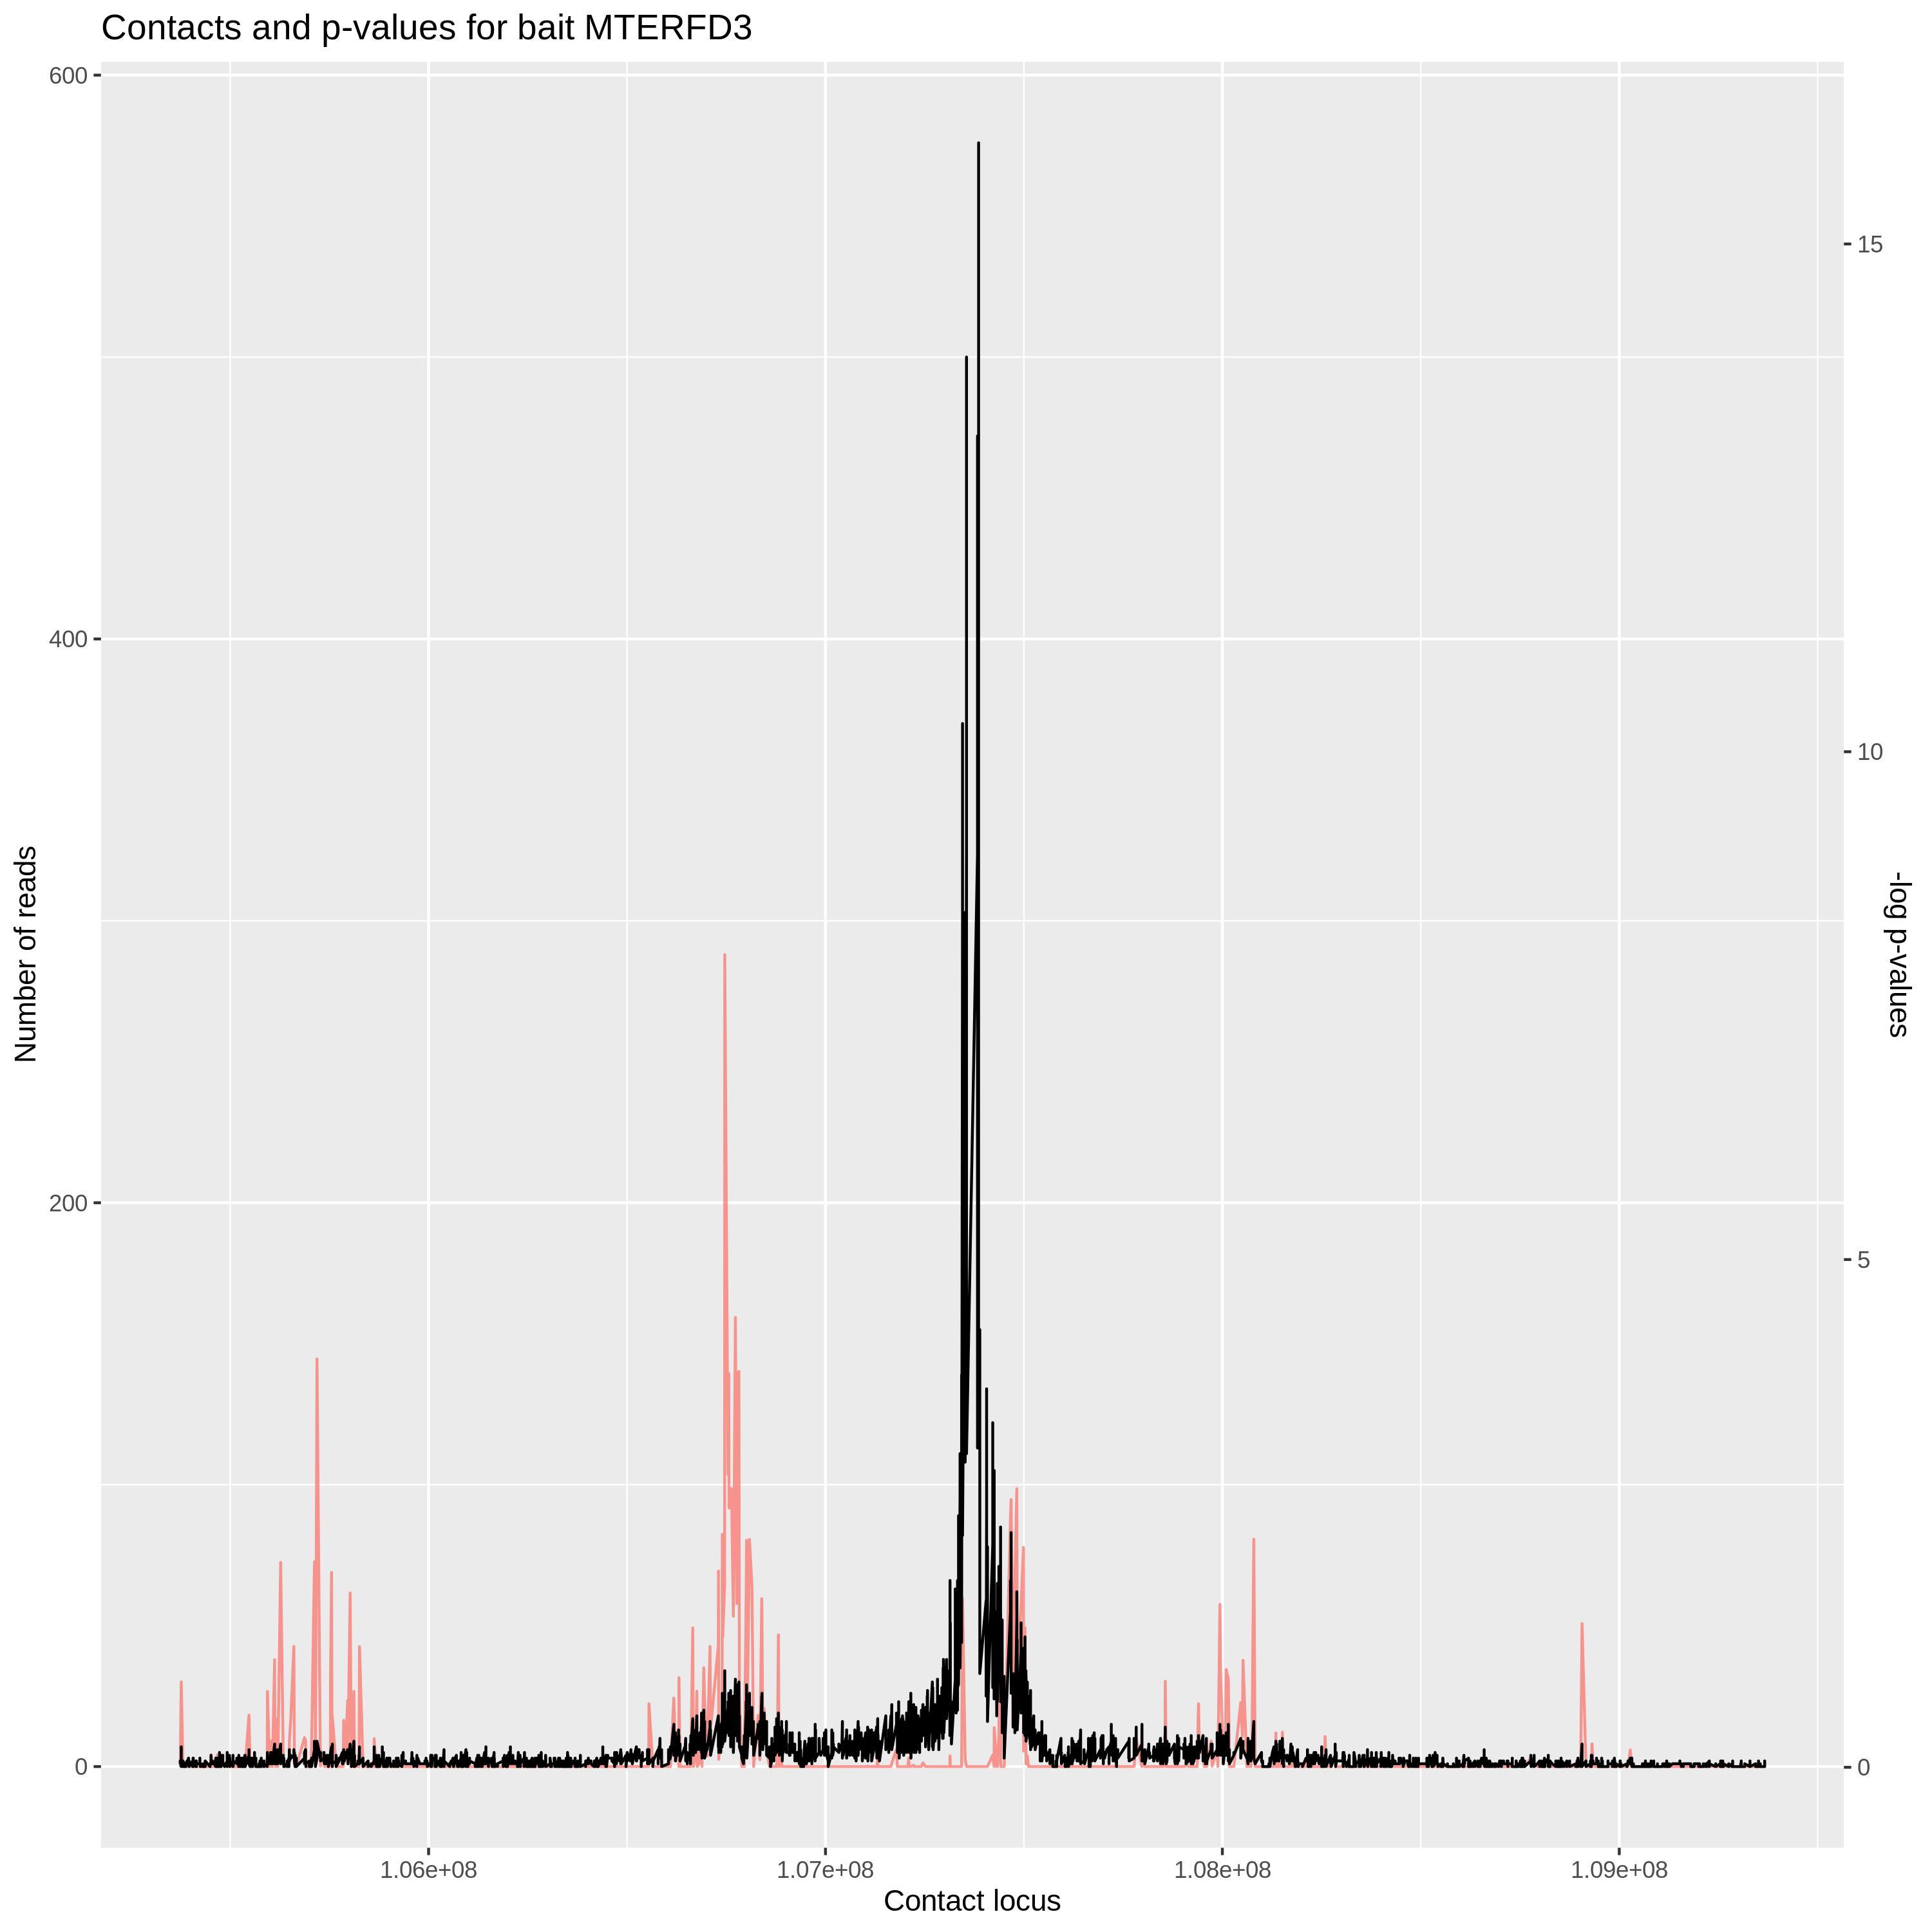 Contacts and p-values for bait MTERFD3
600
400
200
0
Number of reads
15
10
5
0
-log p-values
1.06e+08
1.07e+08
1.08e+08
1.09e+08
Contact locus